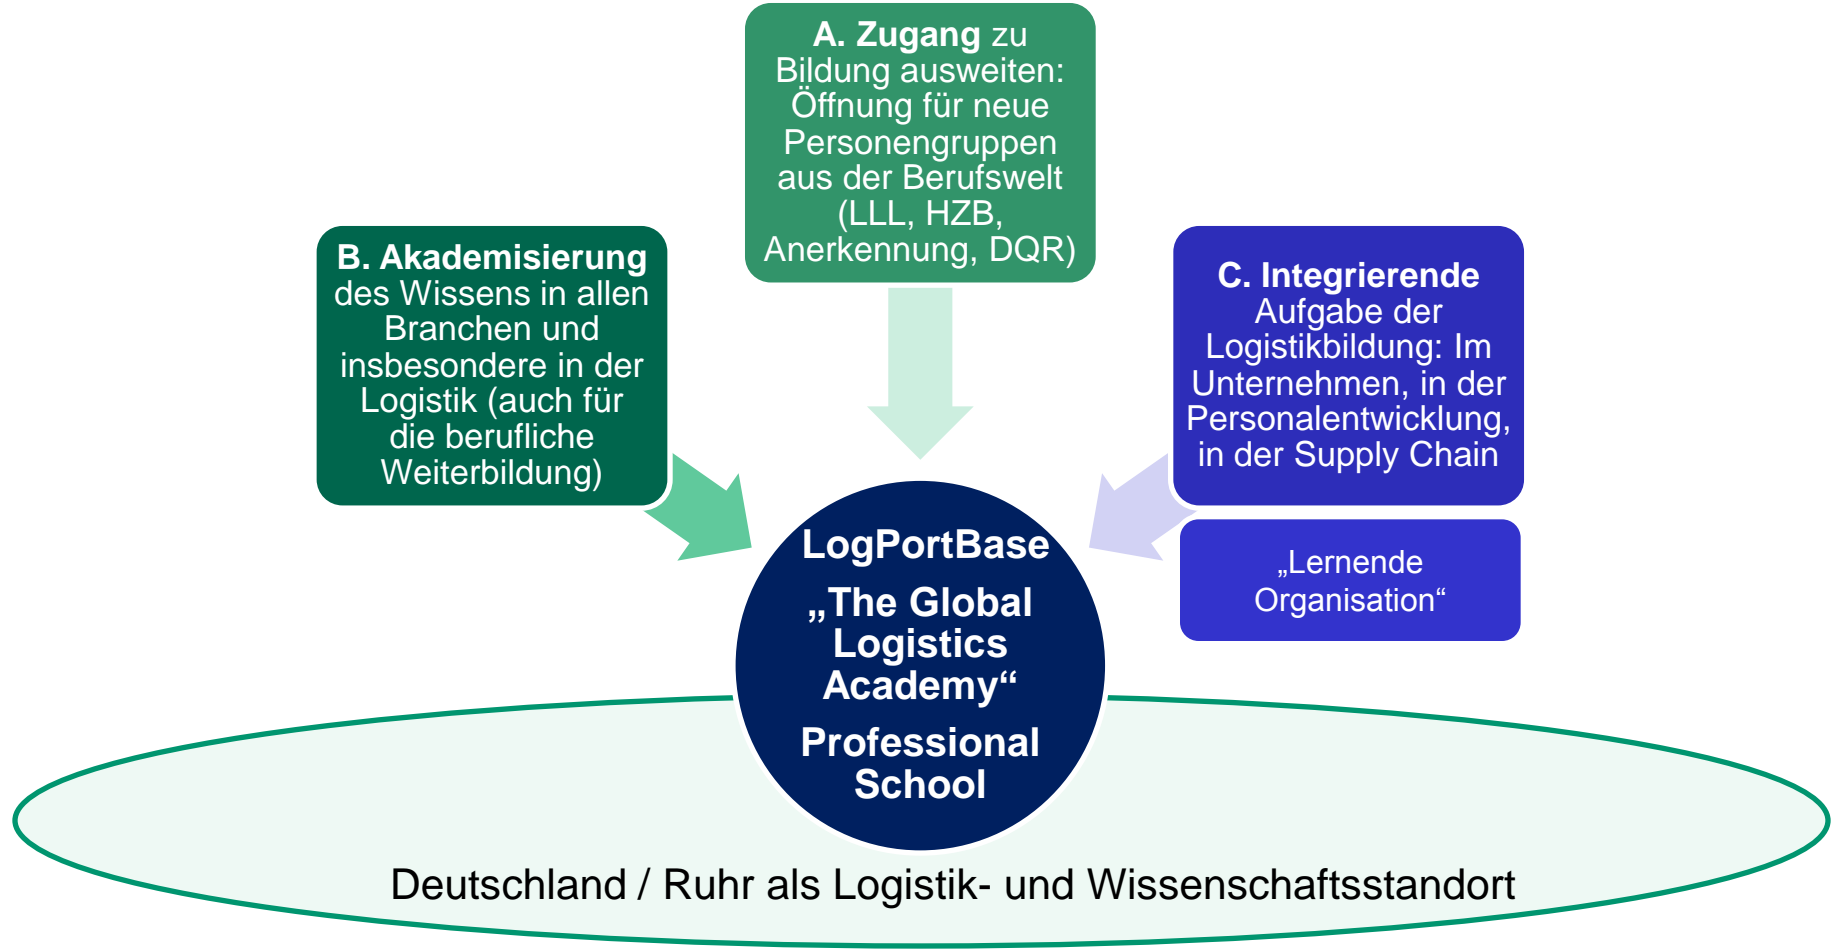 A. Zugang zu
Bildung ausweiten:
Öffnung für neue
Personengruppen
aus der Berufswelt
(LLL, HZB,
Anerkennung, DQR)
B. Akademisierung
des Wissens in allen
Branchen und
insbesondere in der
Logistik (auch für
die berufliche
Weiterbildung)
C. Integrierende
Aufgabe der
Logistikbildung: Im
Unternehmen, in der
Personalentwicklung,
in der Supply Chain
„Lernende
Organisation“
LogPortBase
„The Global
Logistics
Academy“
Professional
School
Deutschland / Ruhr als Logistik- und Wissenschaftsstandort